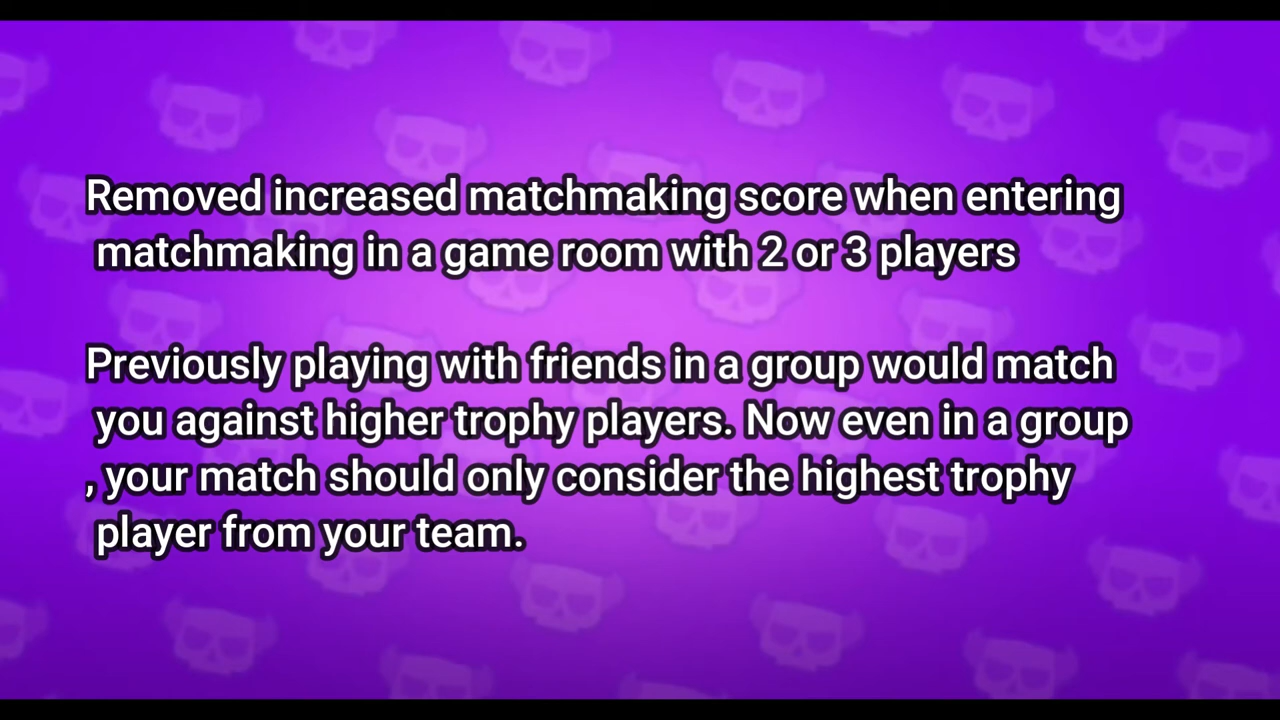 Removed increased matchmaking score when entering
matchmaking in a game room with 2 or 3 players
Previously playing with friends in a group would match
you against higher trophy players. Now even in a group
, your match should only consider the highest trophy
player from your team.